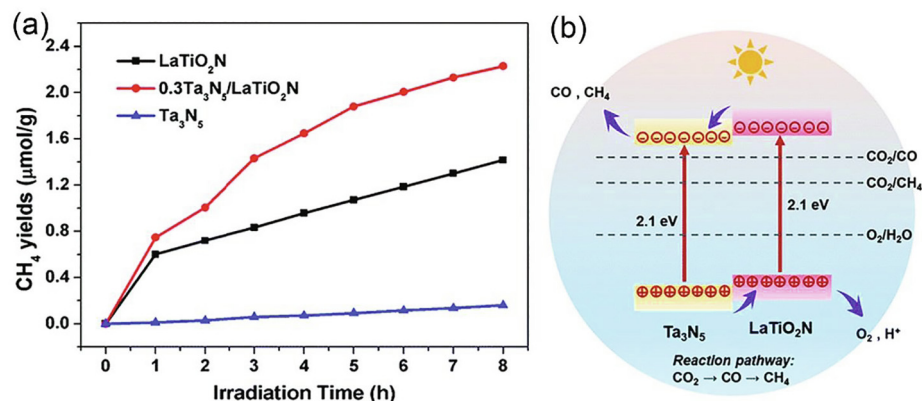 (a)
LaTiO₂N
0.3Ta₃N₅/LaTiO₂N
Ta₃N₅
CH₄ yields (μmol/g)
2.4
2.0
1.6
1.2
0.8
0.4
0.0
0 1 2 3 4 5 6 7 8
Irradiation Time (h)
(b)
CO , CH₄
CO₂/CO
CO₂/CH₄
2.1 eV
2.1 eV
O₂/H₂O
Ta₃N₅
LaTiO₂N
O₂ , H⁺
Reaction pathway:
CO₂ → CO → CH₄